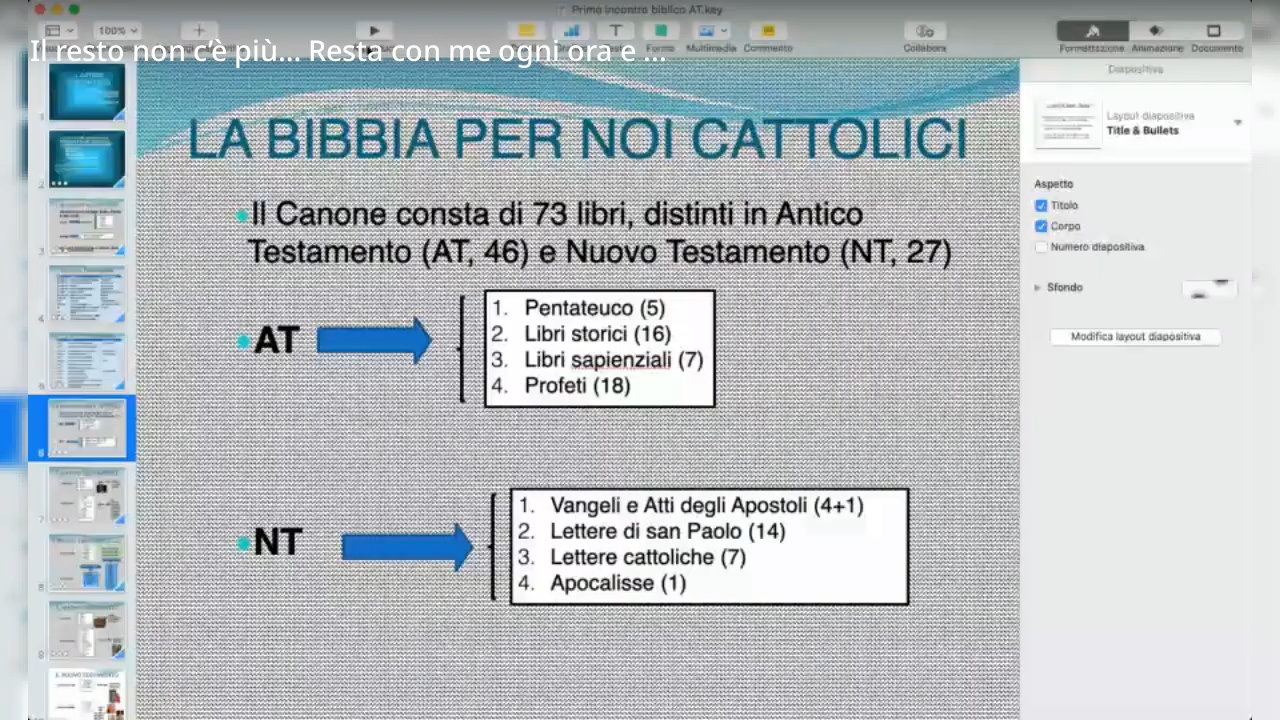 Primo incontro biblico AT.key
100%
Forma
Multimedia
Commento
Collabora
Formattazione
Animazione
Documento
Il resto non c'è più... Resta con me ogni ora e ...
Diapositiva
Layout diapositiva
Title & Bullets
Aspetto
Titolo
Corpo
Numero diapositiva
Sfondo
Modifica layout diapositiva
LA BIBBIA PER NOI CATTOLICI
Il Canone consta di 73 libri, distinti in Antico
Testamento (AT, 46) e Nuovo Testamento (NT, 27)
AT
1. Pentateuco (5)
2. Libri storici (16)
3. Libri sapienziali (7)
4. Profeti (18)
NT
1. Vangeli e Atti degli Apostoli (4+1)
2. Lettere di san Paolo (14)
3. Lettere cattoliche (7)
4. Apocalisse (1)